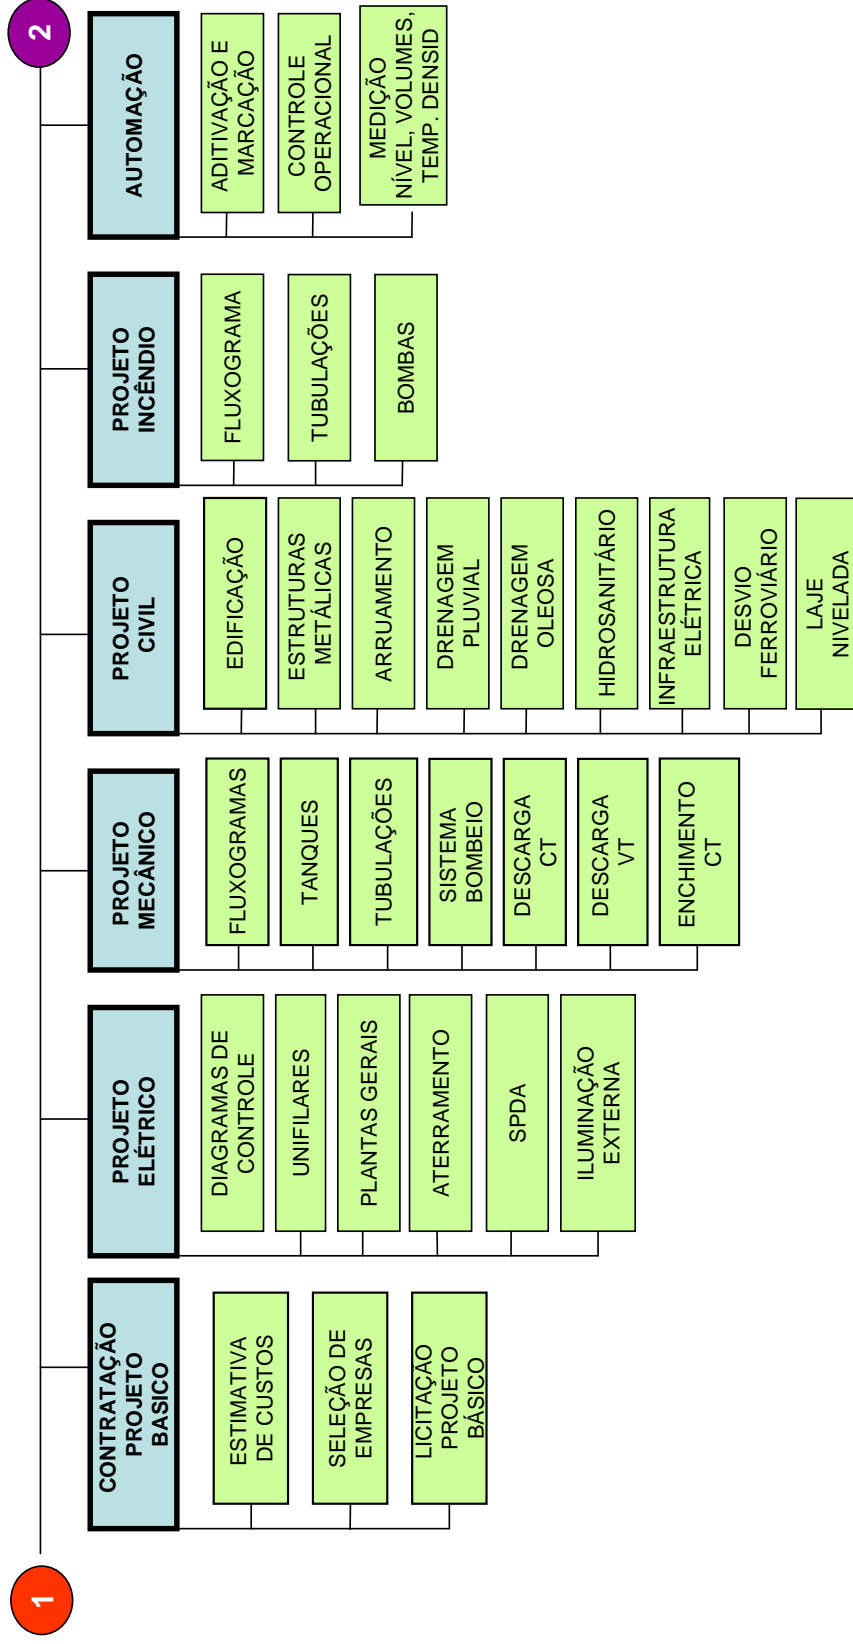 1
CONTRATAÇÃO
PROJETO
BASICO
ESTIMATIVA
DE CUSTOS
SELEÇÃO DE
EMPRESAS
LICITAÇÃO
PROJETO
BÁSICO
PROJETO
ELÉTRICO
DIAGRAMAS DE
CONTROLE
UNIFILARES
PLANTAS GERAIS
ATERRAMENTO
SPDA
ILUMINAÇÃO
EXTERNA
PROJETO
MECÂNICO
FLUXOGRAMAS
TANQUES
TUBULAÇÕES
SISTEMA
BOMBEIO
DESCARGA
CT
DESCARGA
VT
ENCHIMENTO
CT
PROJETO
CIVIL
EDIFICAÇÃO
ESTRUTURAS
METÁLICAS
ARRUAMENTO
DRENAGEM
PLUVIAL
DRENAGEM
OLEOSA
HIDROSANITÁRIO
INFRAESTRUTURA
ELÉTRICA
DESVIO
FERROVIÁRIO
LAJE
NIVELADA
PROJETO
INCÊNDIO
FLUXOGRAMA
TUBULAÇÕES
BOMBAS
AUTOMAÇÃO
ADITIVAÇÃO E
MARCAÇÃO
CONTROLE
OPERACIONAL
MEDIÇÃO
NÍVEL, VOLUMES,
TEMP. DENSID
2